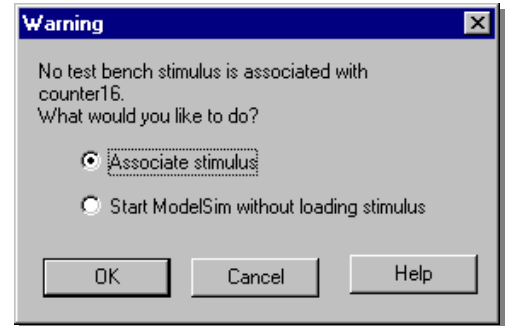 Warning
No test bench stimulus is associated with
counter16.
What would you like to do?
Associate stimulus
Start ModelSim without loading stimulus
OK Cancel Help